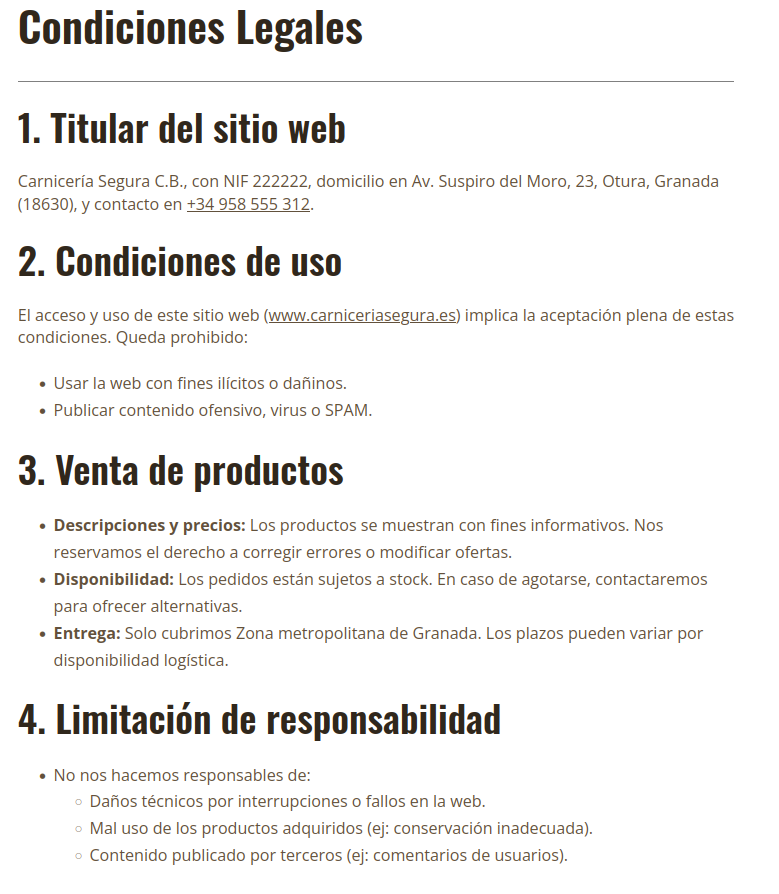 Condiciones Legales
1. Titular del sitio web
Carnicería Segura C.B., con NIF 222222, domicilio en Av. Suspiro del Moro, 23, Otura, Granada
(18630), y contacto en +34 958 555 312.
2. Condiciones de uso
El acceso y uso de este sitio web (www.carniceriasegura.es) implica la aceptación plena de estas
condiciones. Queda prohibido:
• Usar la web con fines ilícitos o dañinos.
• Publicar contenido ofensivo, virus o SPAM.
3. Venta de productos
• Descripciones y precios: Los productos se muestran con fines informativos. Nos
reservamos el derecho a corregir errores o modificar ofertas.
• Disponibilidad: Los pedidos están sujetos a stock. En caso de agotarse, contactaremos
para ofrecer alternativas.
• Entrega: Solo cubrimos Zona metropolitana de Granada. Los plazos pueden variar por
disponibilidad logística.
4. Limitación de responsabilidad
• No nos hacemos responsables de:
○ Daños técnicos por interrupciones o fallos en la web.
○ Mal uso de los productos adquiridos (ej: conservación inadecuada).
○ Contenido publicado por terceros (ej: comentarios de usuarios).